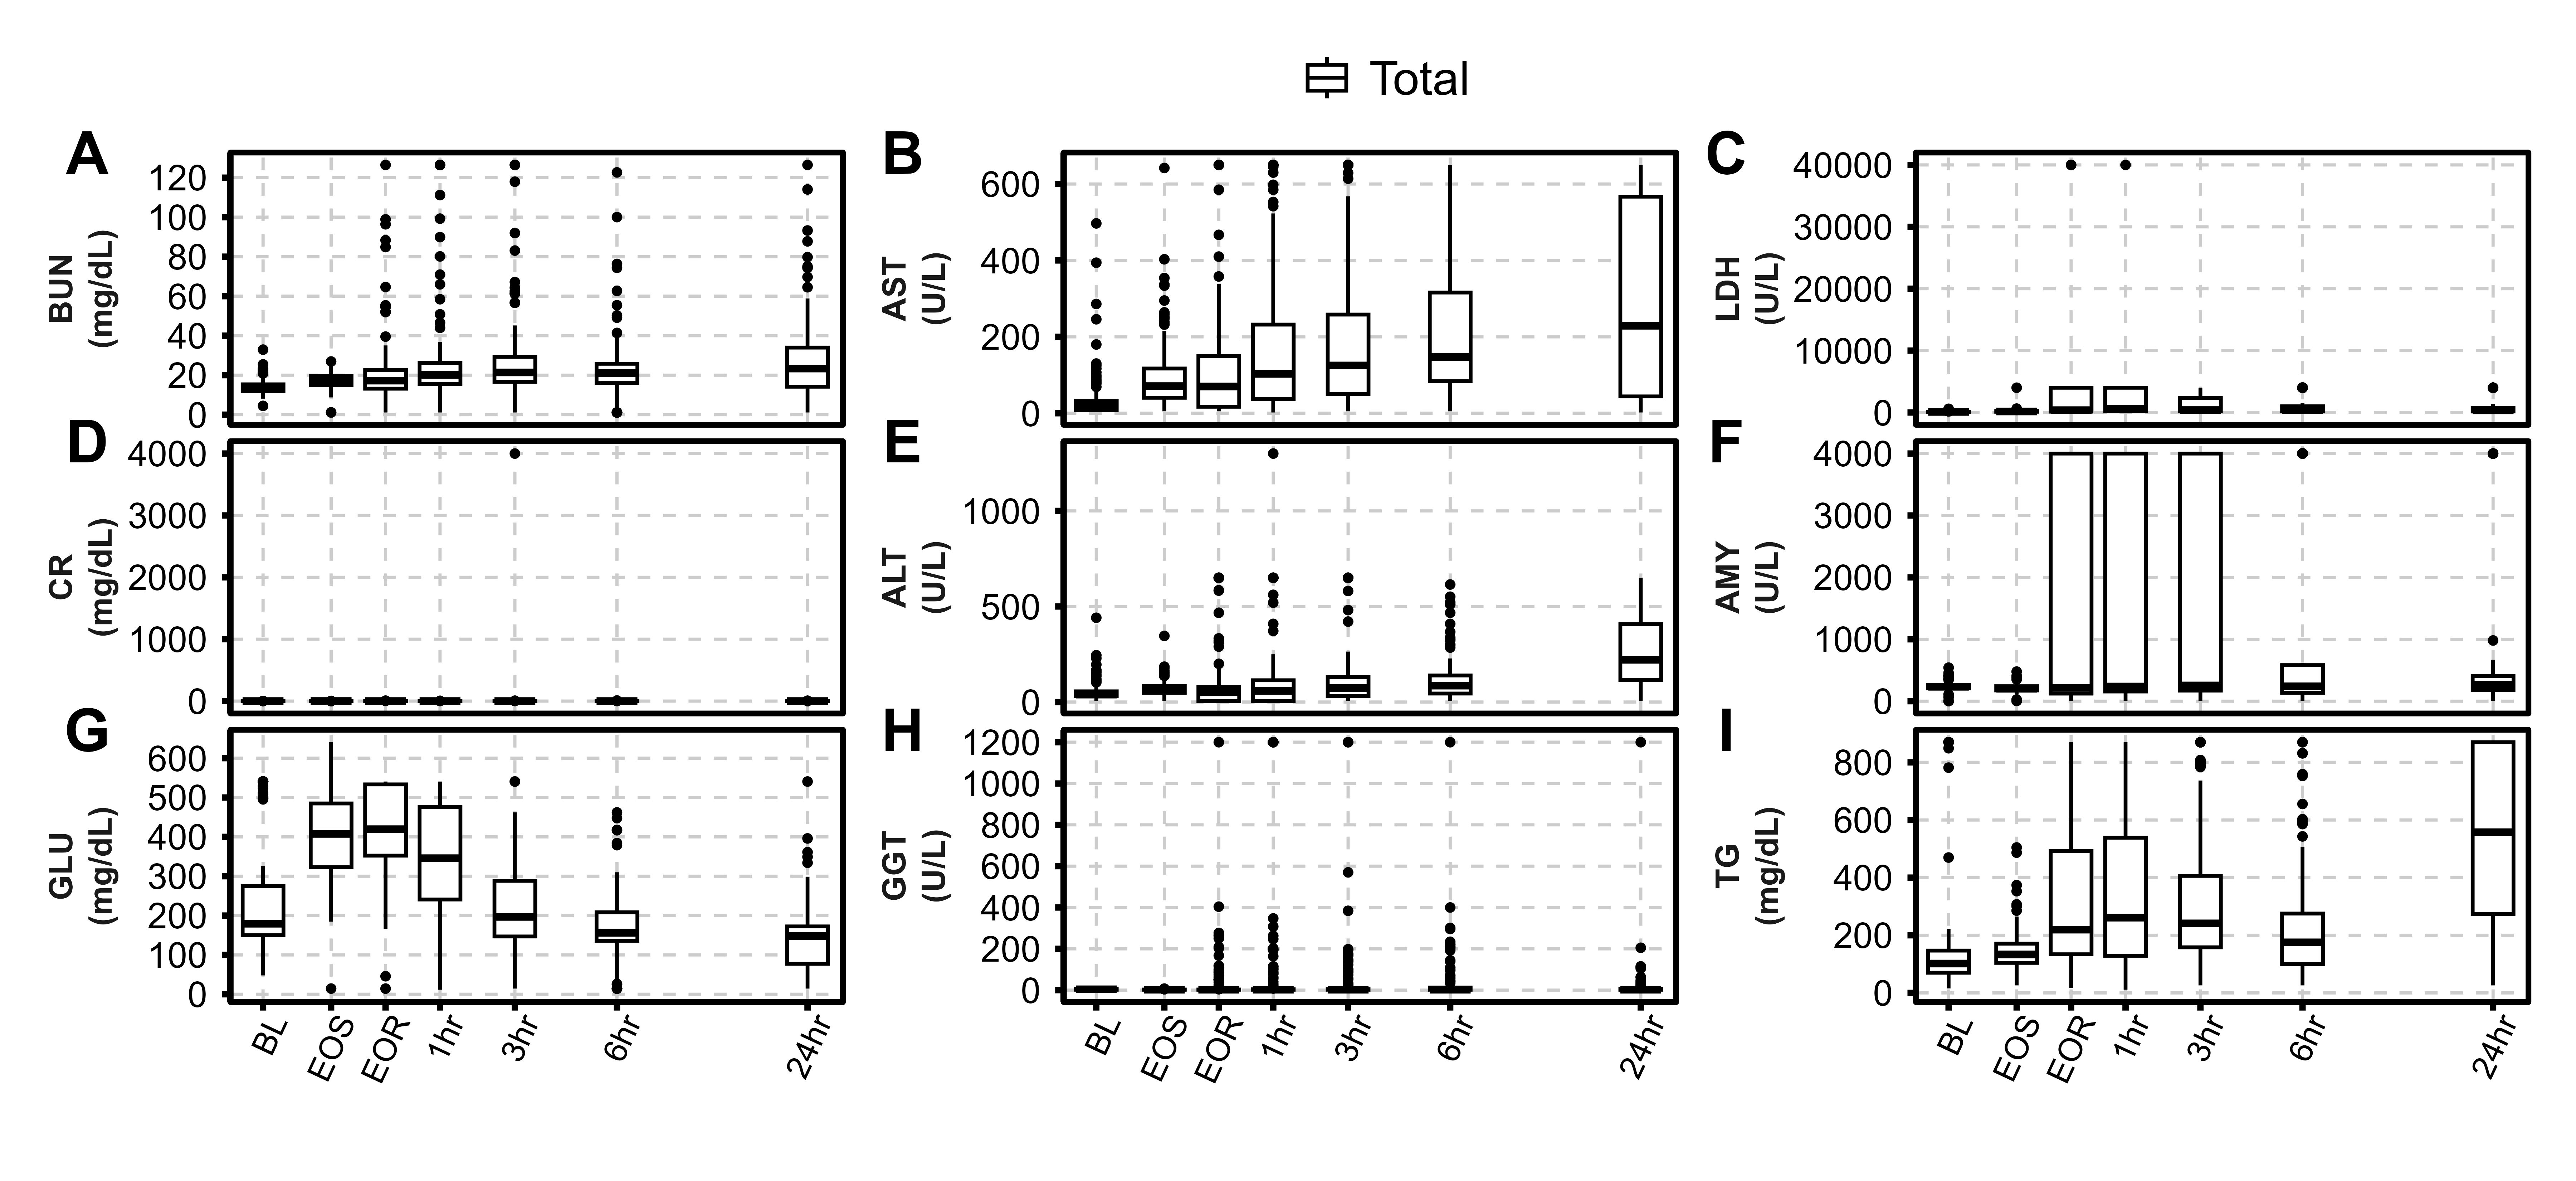 Total
A
BUN
(mg/dL)
120
100
80
60
40
20
0
B
AST
(U/L)
600
400
200
0
C
LDH
(U/L)
40000
30000
20000
10000
0
D
CR
(mg/dL)
4000
3000
2000
1000
0
E
ALT
(U/L)
1000
500
0
F
AMY
(U/L)
4000
3000
2000
1000
0
G
GLU
(mg/dL)
600
500
400
300
200
100
0
BL EOS EOR 1hr 3hr 6hr 24hr
H
GGT
(U/L)
1200
1000
800
600
400
200
0
BL EOS EOR 1hr 3hr 6hr 24hr
I
TG
(mg/dL)
800
600
400
200
0
BL EOS EOR 1hr 3hr 6hr 24hr